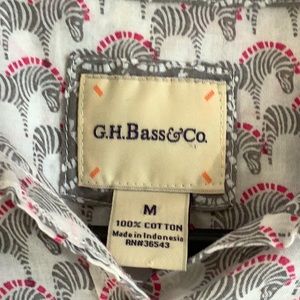 G.H.Bass&Co.
M
100% COTTON
Made in Indonesia
RN#36543